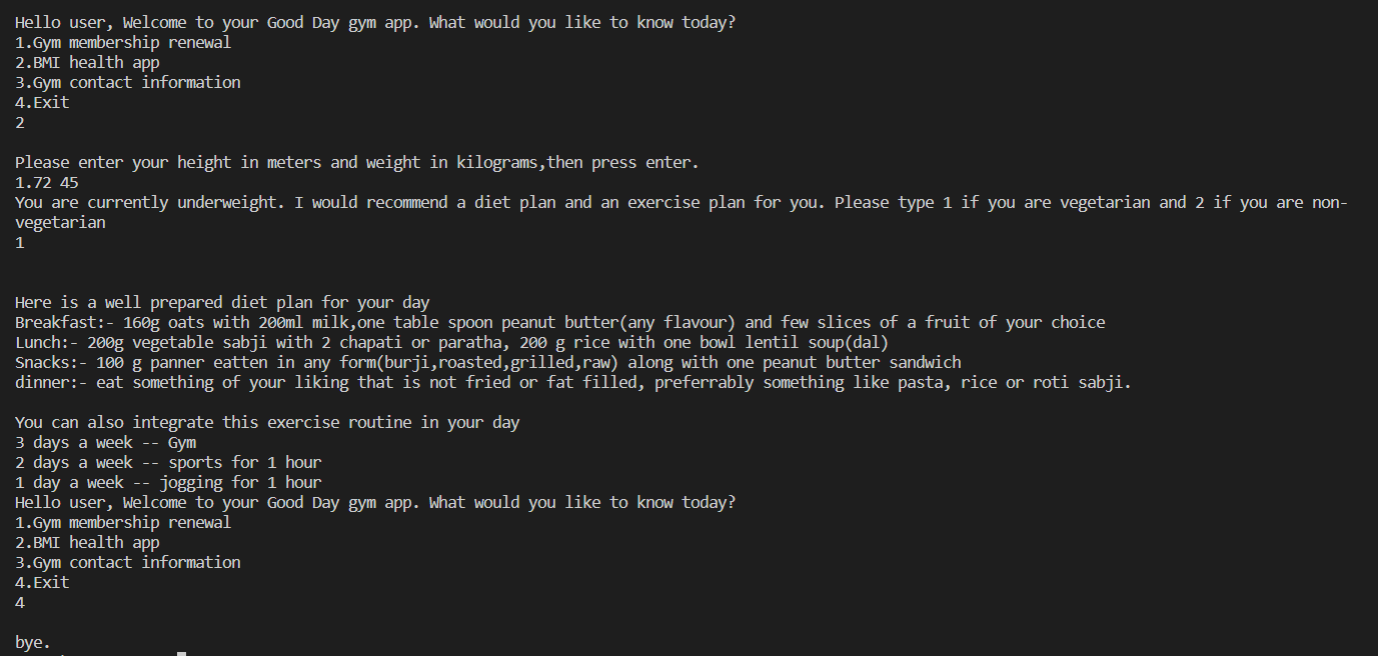 Hello user, Welcome to your Good Day gym app. What would you like to know today?
1.Gym membership renewal
2.BMI health app
3.Gym contact information
4.Exit
2
Please enter your height in meters and weight in kilograms,then press enter.
1.72 45
You are currently underweight. I would recommend a diet plan and an exercise plan for you. Please type 1 if you are vegetarian and 2 if you are non-
vegetarian
1
Here is a well prepared diet plan for your day
Breakfast:- 160g oats with 200ml milk,one table spoon peanut butter(any flavour) and few slices of a fruit of your choice
Lunch:- 200g vegetable sabji with 2 chapati or paratha, 200 g rice with one bowl lentil soup(dal)
Snacks:- 100 g panner eatten in any form(burji,roasted,grilled,raw) along with one peanut butter sandwich
dinner:- eat something of your liking that is not fried or fat filled, preferrably something like pasta, rice or roti sabji.
You can also integrate this exercise routine in your day
3 days a week -- Gym
2 days a week -- sports for 1 hour
1 day a week -- jogging for 1 hour
Hello user, Welcome to your Good Day gym app. What would you like to know today?
1.Gym membership renewal
2.BMI health app
3.Gym contact information
4.Exit
4
bye.